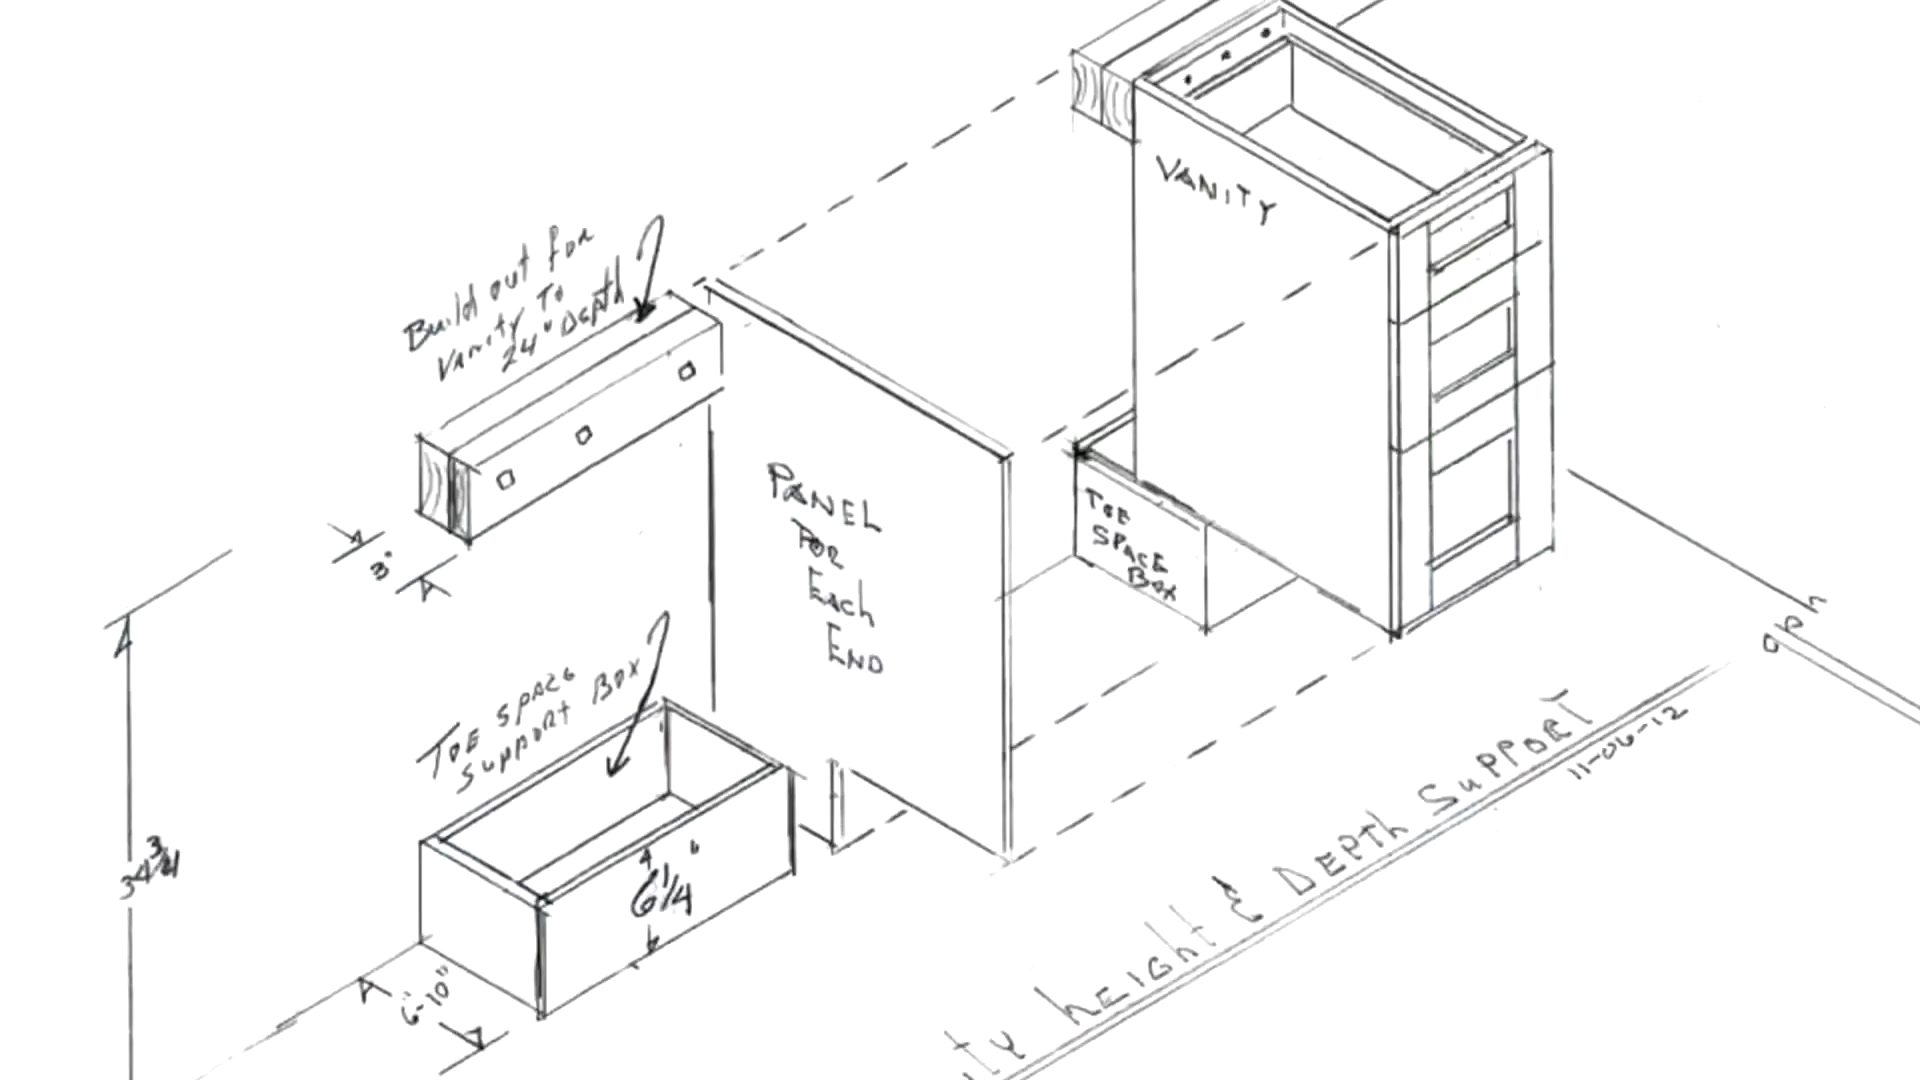 VANITY
Build out for
Vanity To
24" Depth
PANEL
FOR
Each
END
3"
TOE
SPACE
BOX
TOE SPACE
Support BOX
34 3/4
6 1/4"
6"-10"
ty hEIGht & DEPTh SuPPORT
11-06-12